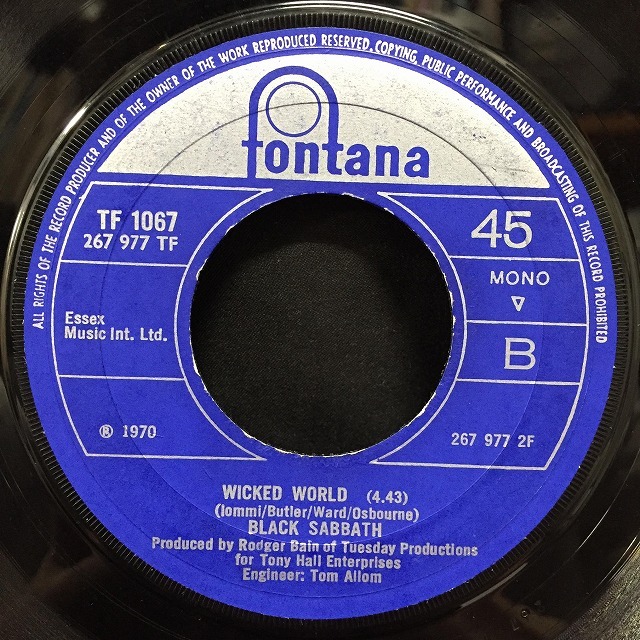 ALL RIGHTS OF THE RECORD PRODUCER AND OF THE OWNER OF THE WORK REPRODUCED RESERVED. COPYING, PUBLIC PERFORMANCE AND BROADCASTING OF THIS RECORD PROHIBITED
fontana
TF 1067
267 977 TF
45
MONO
▽
Essex
Music Int. Ltd.
B
℗ 1970
267 977 2F
WICKED WORLD (4.43)
(Iommi/Butler/Ward/Osbourne)
BLACK SABBATH
Produced by Rodger Bain of Tuesday Productions
for Tony Hall Enterprises
Engineer: Tom Allom